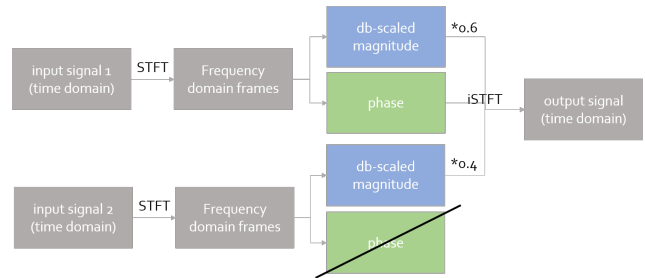 input signal 1
(time domain)
STFT
Frequency
domain frames
db-scaled
magnitude
*0.6
phase
iSTFT
output signal
(time domain)
input signal 2
(time domain)
STFT
Frequency
domain frames
db-scaled
magnitude
*0.4
phase